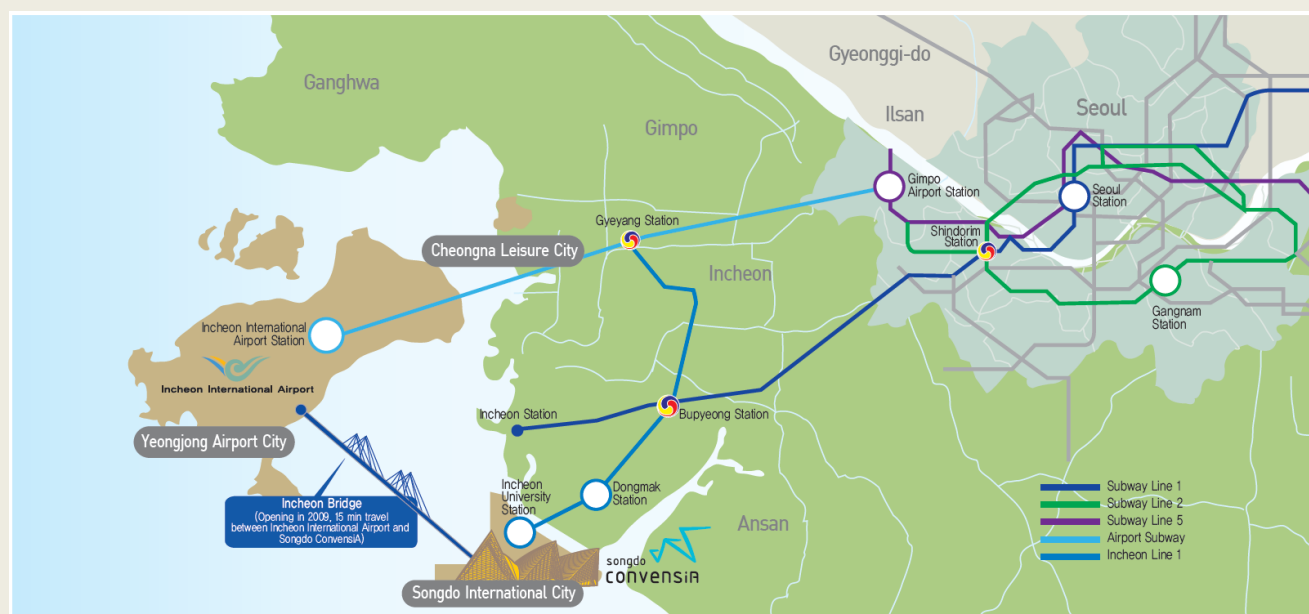 Ganghwa
Gimpo
Gyeonggi-do
Ilsan
Seoul
Gimpo
Airport Station
Seoul
Station
Shindorim
Station
Gangnam
Station
Gyeyang Station
Cheongna Leisure City
Incheon
Incheon International
Airport Station
Incheon International Airport
Yeongjong Airport City
Incheon Station
Bupyeong Station
Incheon Bridge
(Opening in 2009, 15 min travel
between Incheon International Airport and
Songdo ConvensiA)
Incheon
University
Station
Dongmak
Station
Ansan
songdo
convensiA
Songdo International City
Subway Line 1
Subway Line 2
Subway Line 5
Airport Subway
Incheon Line 1